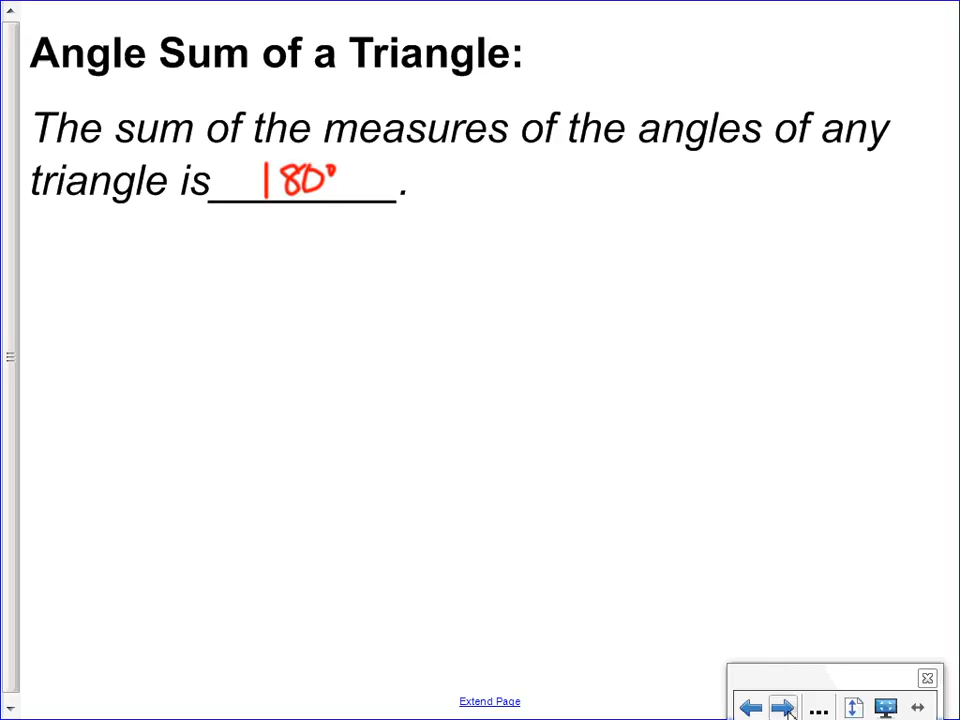 Angle Sum of a Triangle:
The sum of the measures of the angles of any
triangle is 180° .
Extend Page
...